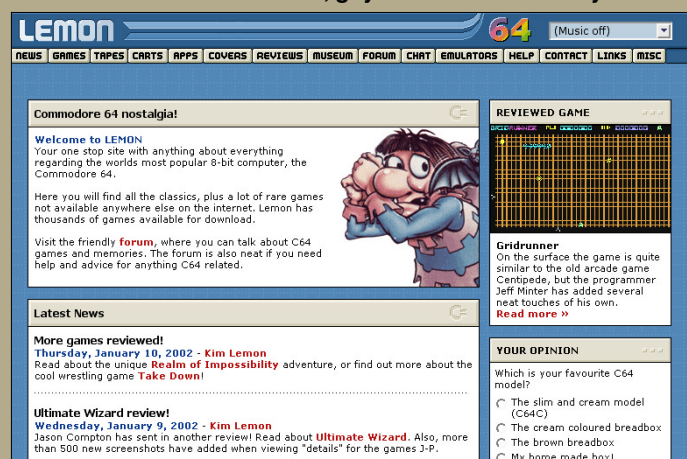 LEMON
64
(Music off)
NEWS GAMES TAPES CARTS APPS COVERS REVIEWS MUSEUM FORUM CHAT EMULATORS HELP CONTACT LINKS MISC
Commodore 64 nostalgia!
Welcome to LEMON
Your one stop site with anything about everything
regarding the worlds most popular 8-bit computer, the
Commodore 64.
Here you will find all the classics, plus a lot of rare games
not available anywhere else on the internet. Lemon has
thousands of games available for download.
Visit the friendly forum, where you can talk about C64
games and memories. The forum is also neat if you need
help and advice for anything C64 related.
Latest News
More games reviewed!
Thursday, January 10, 2002 - Kim Lemon
Read about the unique Realm of Impossibility adventure, or find out more about the
cool wrestling game Take Down!
Ultimate Wizard review!
Wednesday, January 9, 2002 - Kim Lemon
Jason Compton has sent in another review! Read about Ultimate Wizard. Also, more
than 500 new screenshots have added when viewing "details" for the games J-P.
REVIEWED GAME
GRIDRUNNER
Gridrunner
On the surface the game is quite
similar to the old arcade game
Centipede, but the programmer
Jeff Minter has added several
neat touches of his own.
Read more »
YOUR OPINION
Which is your favourite C64
model?
The slim and cream model
(C64C)
The cream coloured breadbox
The brown breadbox
My home made box!